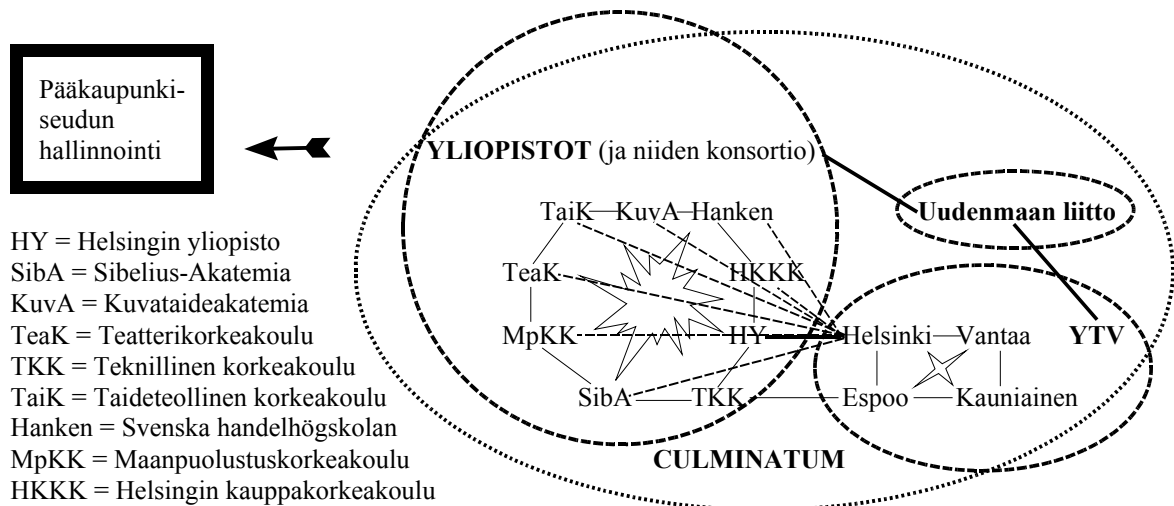 Pääkaupunki-
seudun
hallinnointi
YLIOPISTOT (ja niiden konsortio)
Uudenmaan liitto
TaiK KuvA Hanken
TeaK HKKK
MpKK HY Helsinki Vantaa YTV
SibA TKK Espoo Kauniainen
CULMINATUM
HY = Helsingin yliopisto
SibA = Sibelius-Akatemia
KuvA = Kuvataideakatemia
TeaK = Teatterikorkeakoulu
TKK = Teknillinen korkeakoulu
TaiK = Taideteollinen korkeakoulu
Hanken = Svenska handelhögskolan
MpKK = Maanpuolustuskorkeakoulu
HKKK = Helsingin kauppakorkeakoulu